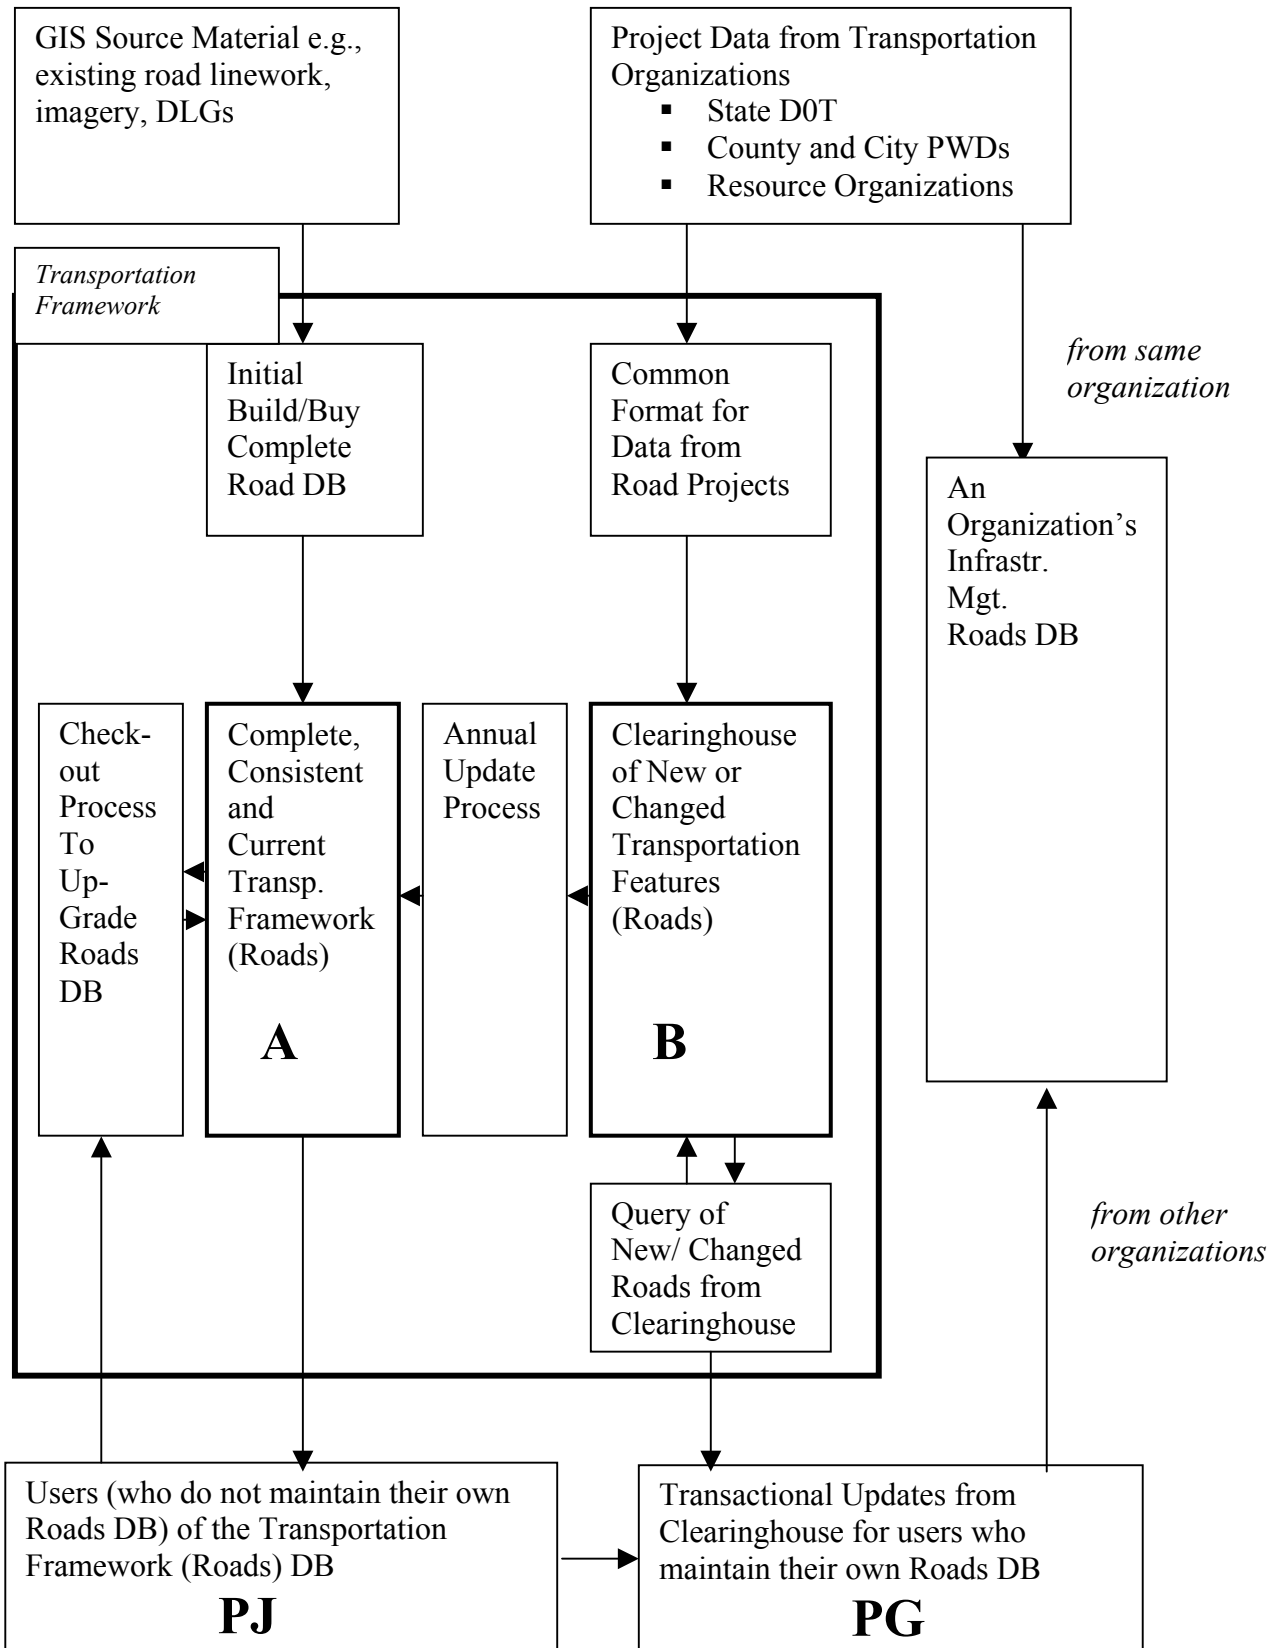 GIS Source Material e.g.,
existing road linework,
imagery, DLGs
Project Data from Transportation
Organizations
▪ State D0T
▪ County and City PWDs
▪ Resource Organizations
Transportation
Framework
Initial
Build/Buy
Complete
Road DB
Common
Format for
Data from
Road Projects
from same
organization
An
Organization’s
Infrastr.
Mgt.
Roads DB
Check-
out
Process
To
Up-
Grade
Roads
DB
Complete,
Consistent
and
Current
Transp.
Framework
(Roads)
A
Annual
Update
Process
Clearinghouse
of New or
Changed
Transportation
Features
(Roads)
B
Query of
New/ Changed
Roads from
Clearinghouse
from other
organizations
Users (who do not maintain their own
Roads DB) of the Transportation
Framework (Roads) DB
PJ
Transactional Updates from
Clearinghouse for users who
maintain their own Roads DB
PG